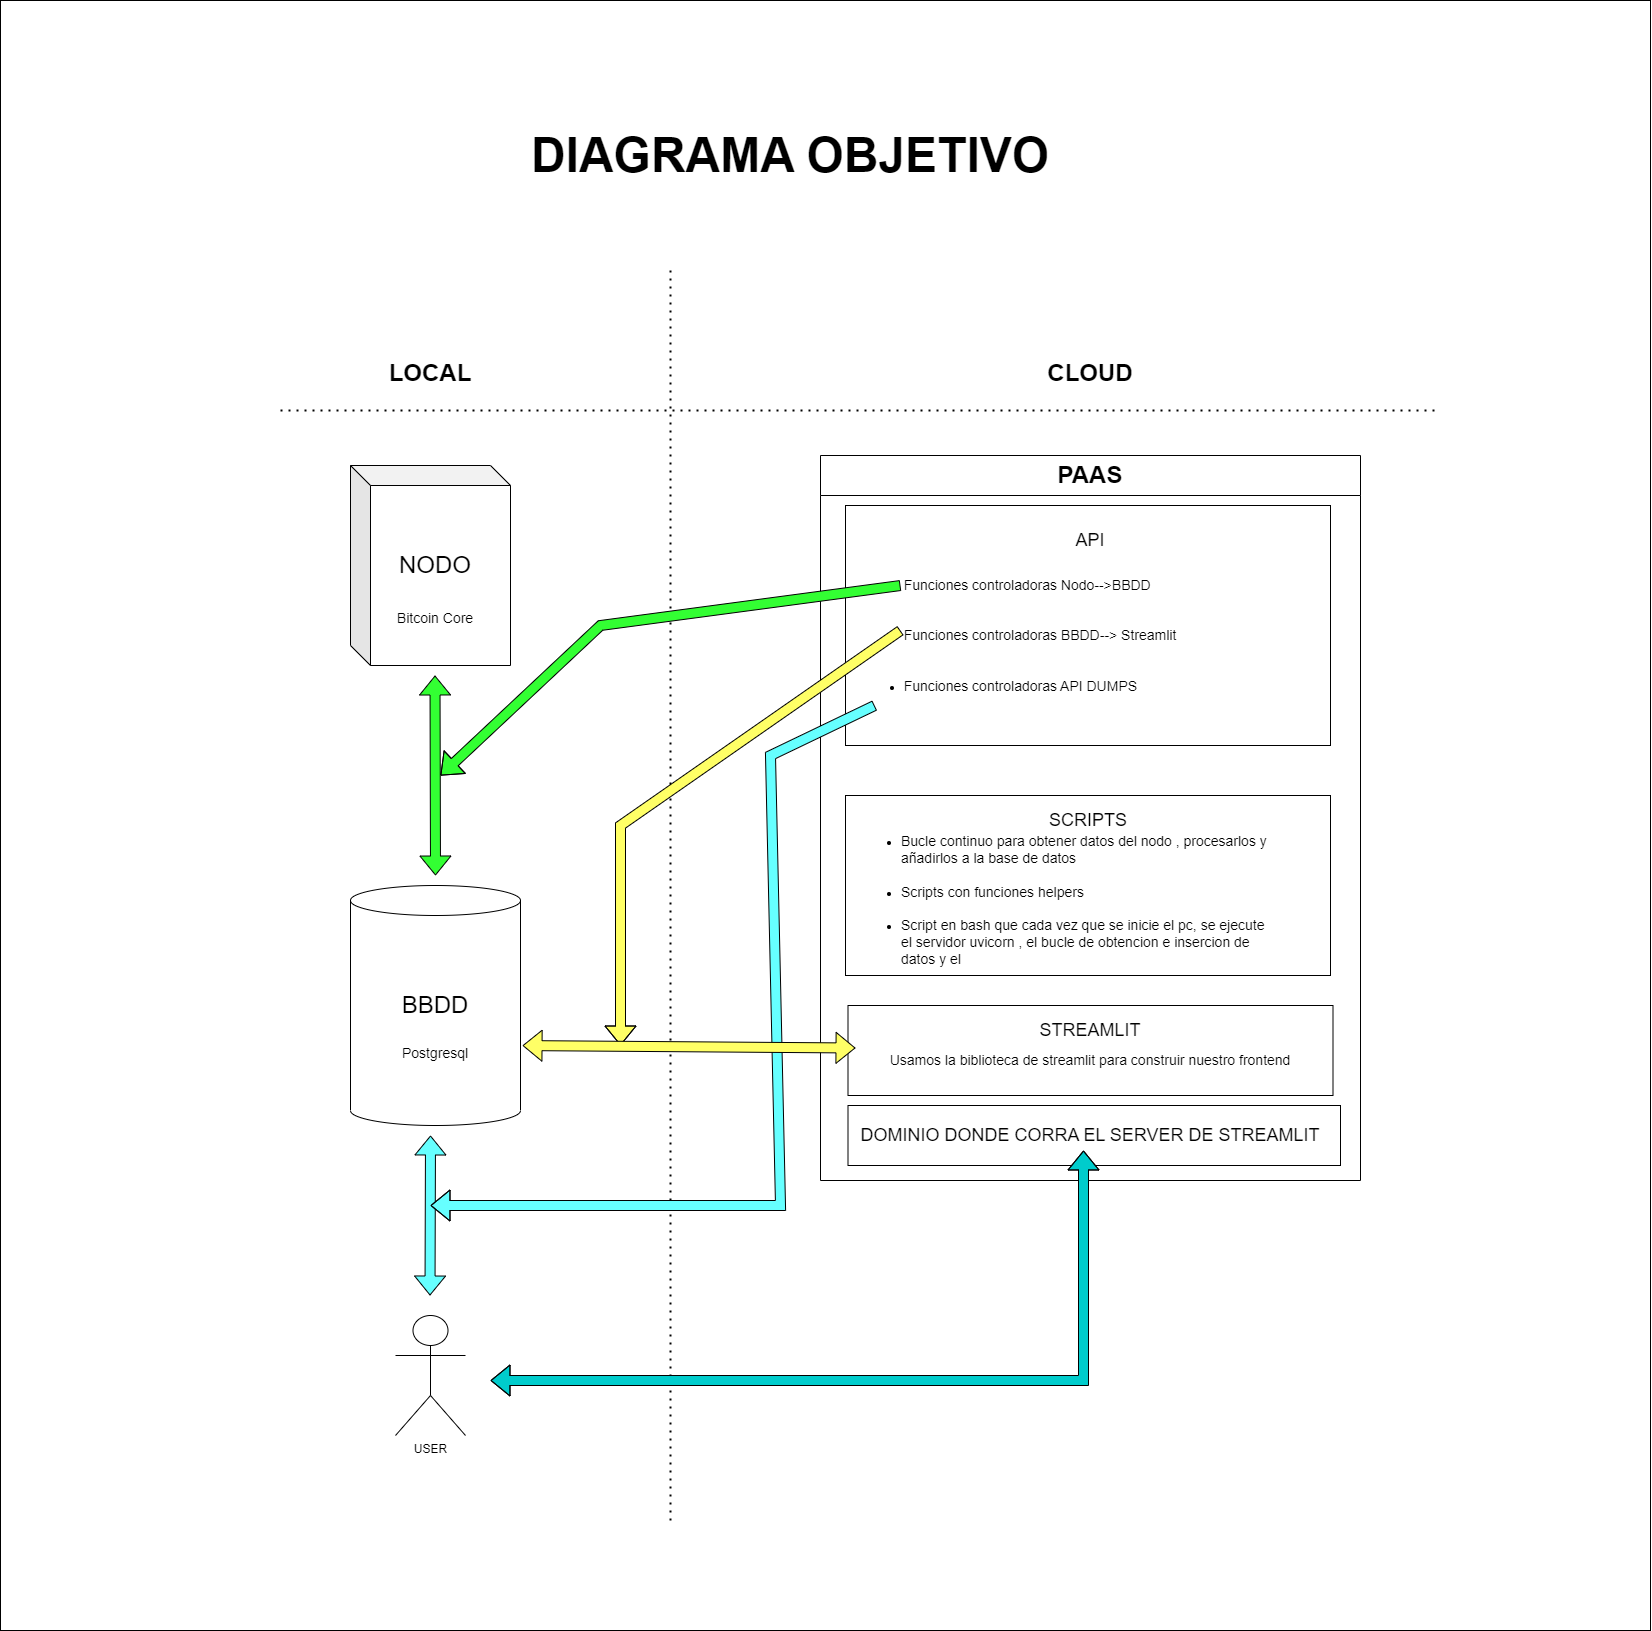 DIAGRAMA OBJETIVO
LOCAL
CLOUD
NODO
Bitcoin Core
BBDD
Postgresql
USER
PAAS
API
Funciones controladoras Nodo-->BBDD
Funciones controladoras BBDD--> Streamlit
• Funciones controladoras API DUMPS
SCRIPTS
• Bucle continuo para obtener datos del nodo , procesarlos y
añadirlos a la base de datos
• Scripts con funciones helpers
• Script en bash que cada vez que se inicie el pc, se ejecute
el servidor uvicorn , el bucle de obtencion e insercion de
datos y el
STREAMLIT
Usamos la biblioteca de streamlit para construir nuestro frontend
DOMINIO DONDE CORRA EL SERVER DE STREAMLIT